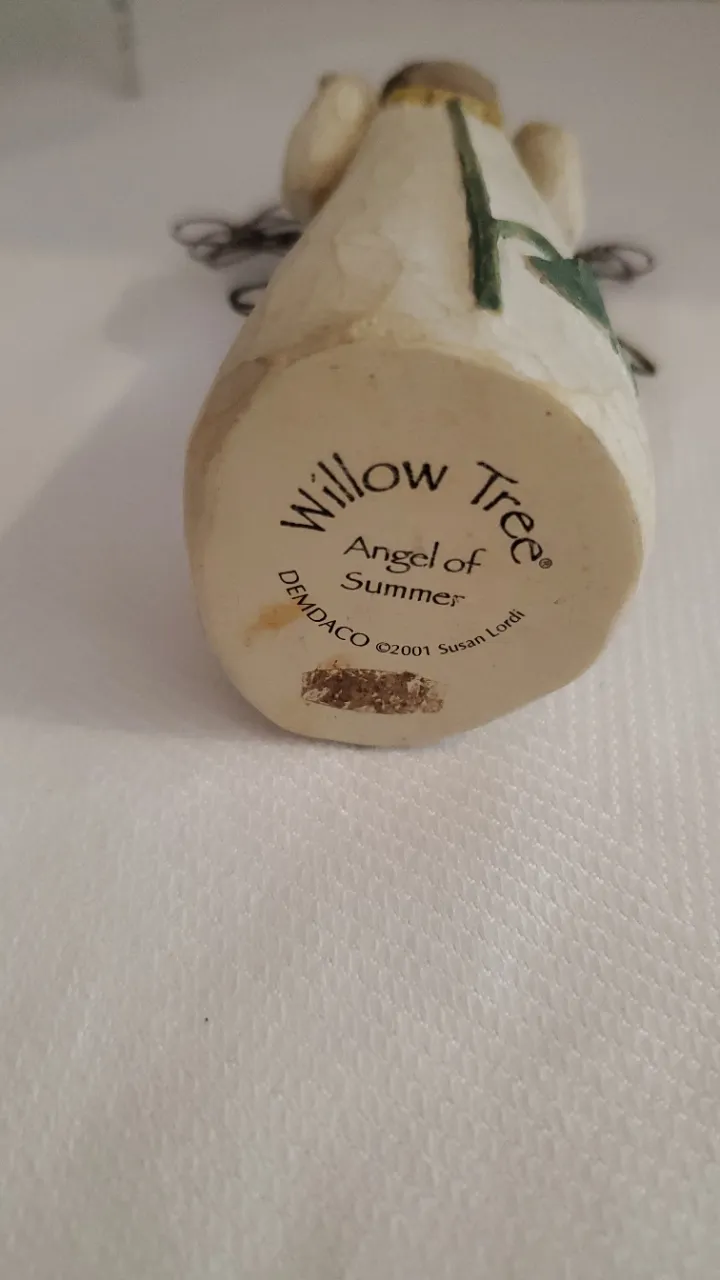 Willow Tree®
Angel of
Summer
DEMDACO ©2001 Susan Lordi